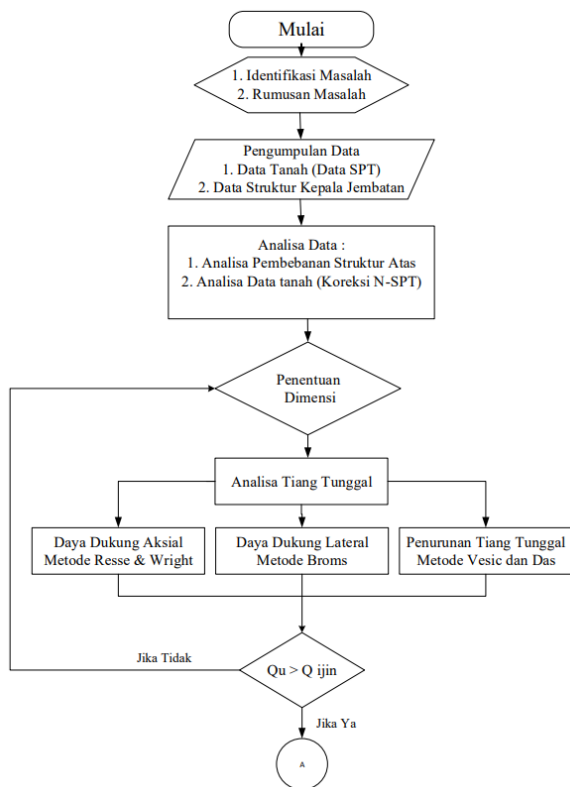 Mulai
1. Identifikasi Masalah
2. Rumusan Masalah
Pengumpulan Data
1. Data Tanah (Data SPT)
2. Data Struktur Kepala Jembatan
Analisa Data :
1. Analisa Pembebanan Struktur Atas
2. Analisa Data tanah (Koreksi N-SPT)
Penentuan
Dimensi
Analisa Tiang Tunggal
Daya Dukung Aksial
Metode Resse & Wright
Daya Dukung Lateral
Metode Broms
Penurunan Tiang Tunggal
Metode Vesic dan Das
Jika Tidak
Qu > Q ijin
Jika Ya
A